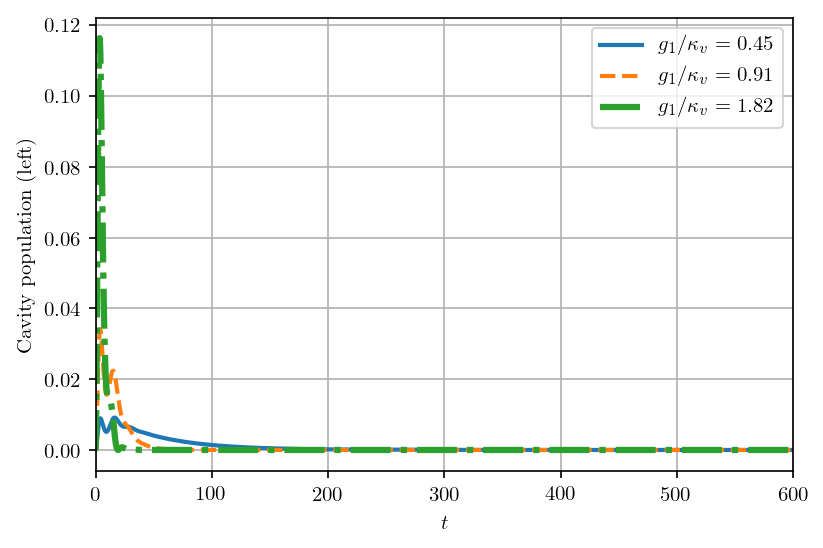 0.12
0.10
0.08
0.06
0.04
0.02
0.00
Cavity population (left)
g₁/κᵥ = 0.45
g₁/κᵥ = 0.91
g₁/κᵥ = 1.82
0 100 200 300 400 500 600
t